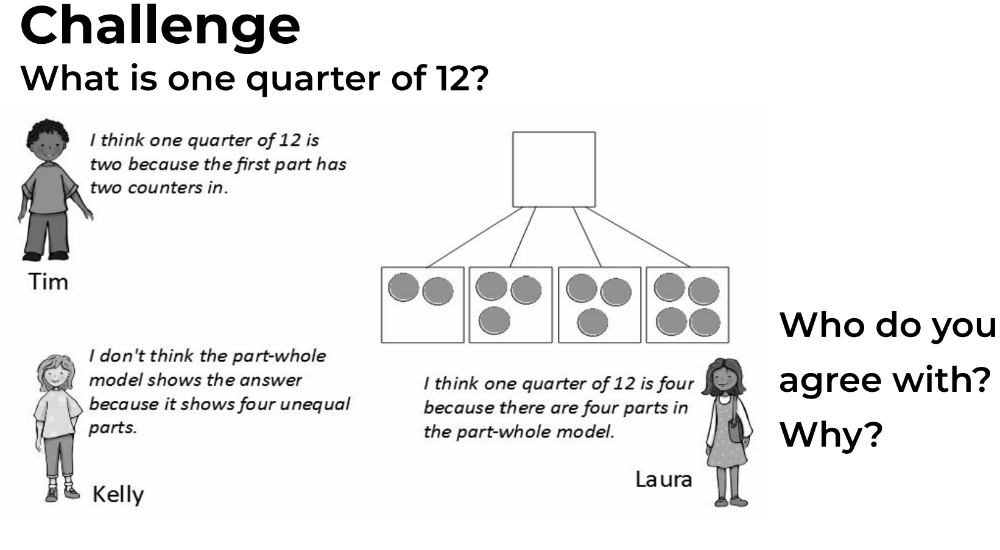 Challenge
What is one quarter of 12?
I think one quarter of 12 is
two because the first part has
two counters in.
Tim
I don't think the part-whole
model shows the answer
because it shows four unequal
parts.
Kelly
I think one quarter of 12 is four
because there are four parts in
the part-whole model.
Laura
Who do you
agree with?
Why?